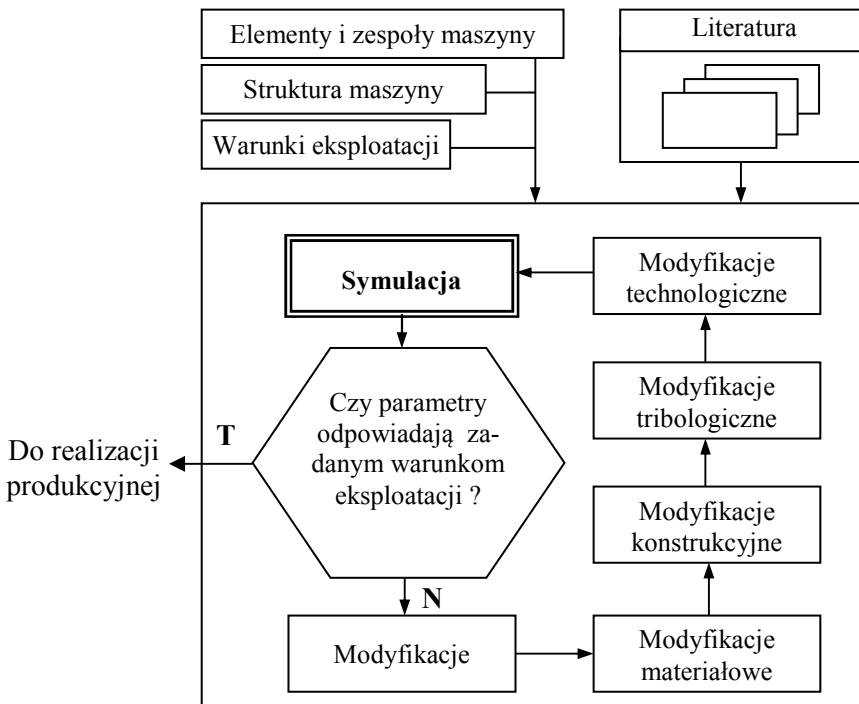 Elementy i zespoły maszyny
Struktura maszyny
Warunki eksploatacji
Literatura
Symulacja
Modyfikacje
technologiczne
Czy parametry
odpowiadają za-
danym warunkom
eksploatacji ?
T
Do realizacji
produkcyjnej
Modyfikacje
tribologiczne
Modyfikacje
konstrukcyjne
N
Modyfikacje
Modyfikacje
materiałowe